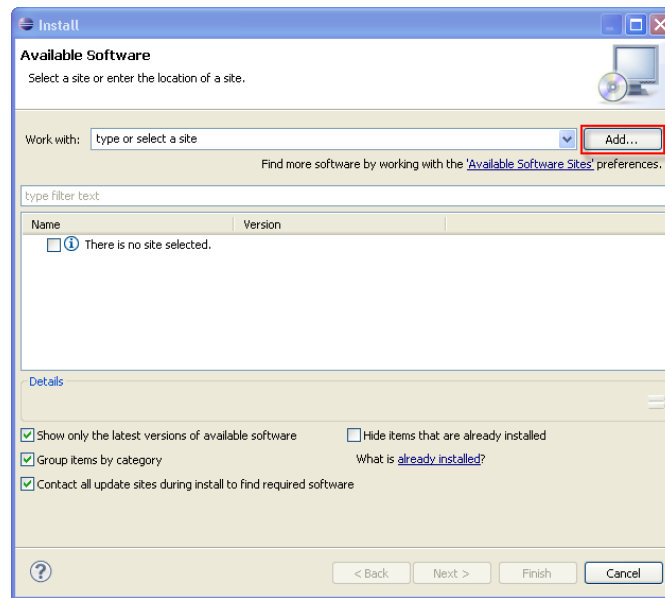 Install
Available Software
Select a site or enter the location of a site.
Work with: type or select a site Add...
Find more software by working with the 'Available Software Sites' preferences.
type filter text
Name Version
There is no site selected.
Details
Show only the latest versions of available software Hide items that are already installed
Group items by category What is already installed?
Contact all update sites during install to find required software
? < Back Next > Finish Cancel